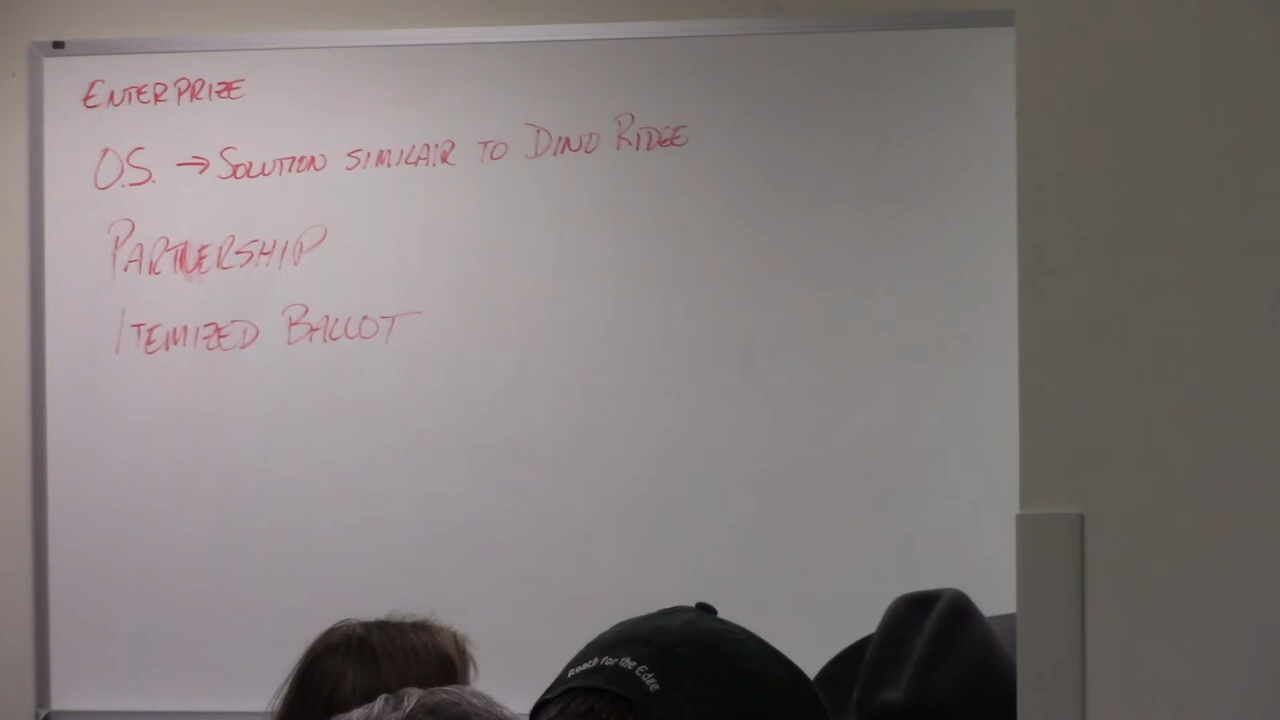 ENTERPRIZE
O.S. → SOLUTION SIMILAIR TO DINO RIDGE
PARTNERSHIP
ITEMIZED BALLOT
Reach for the Edge